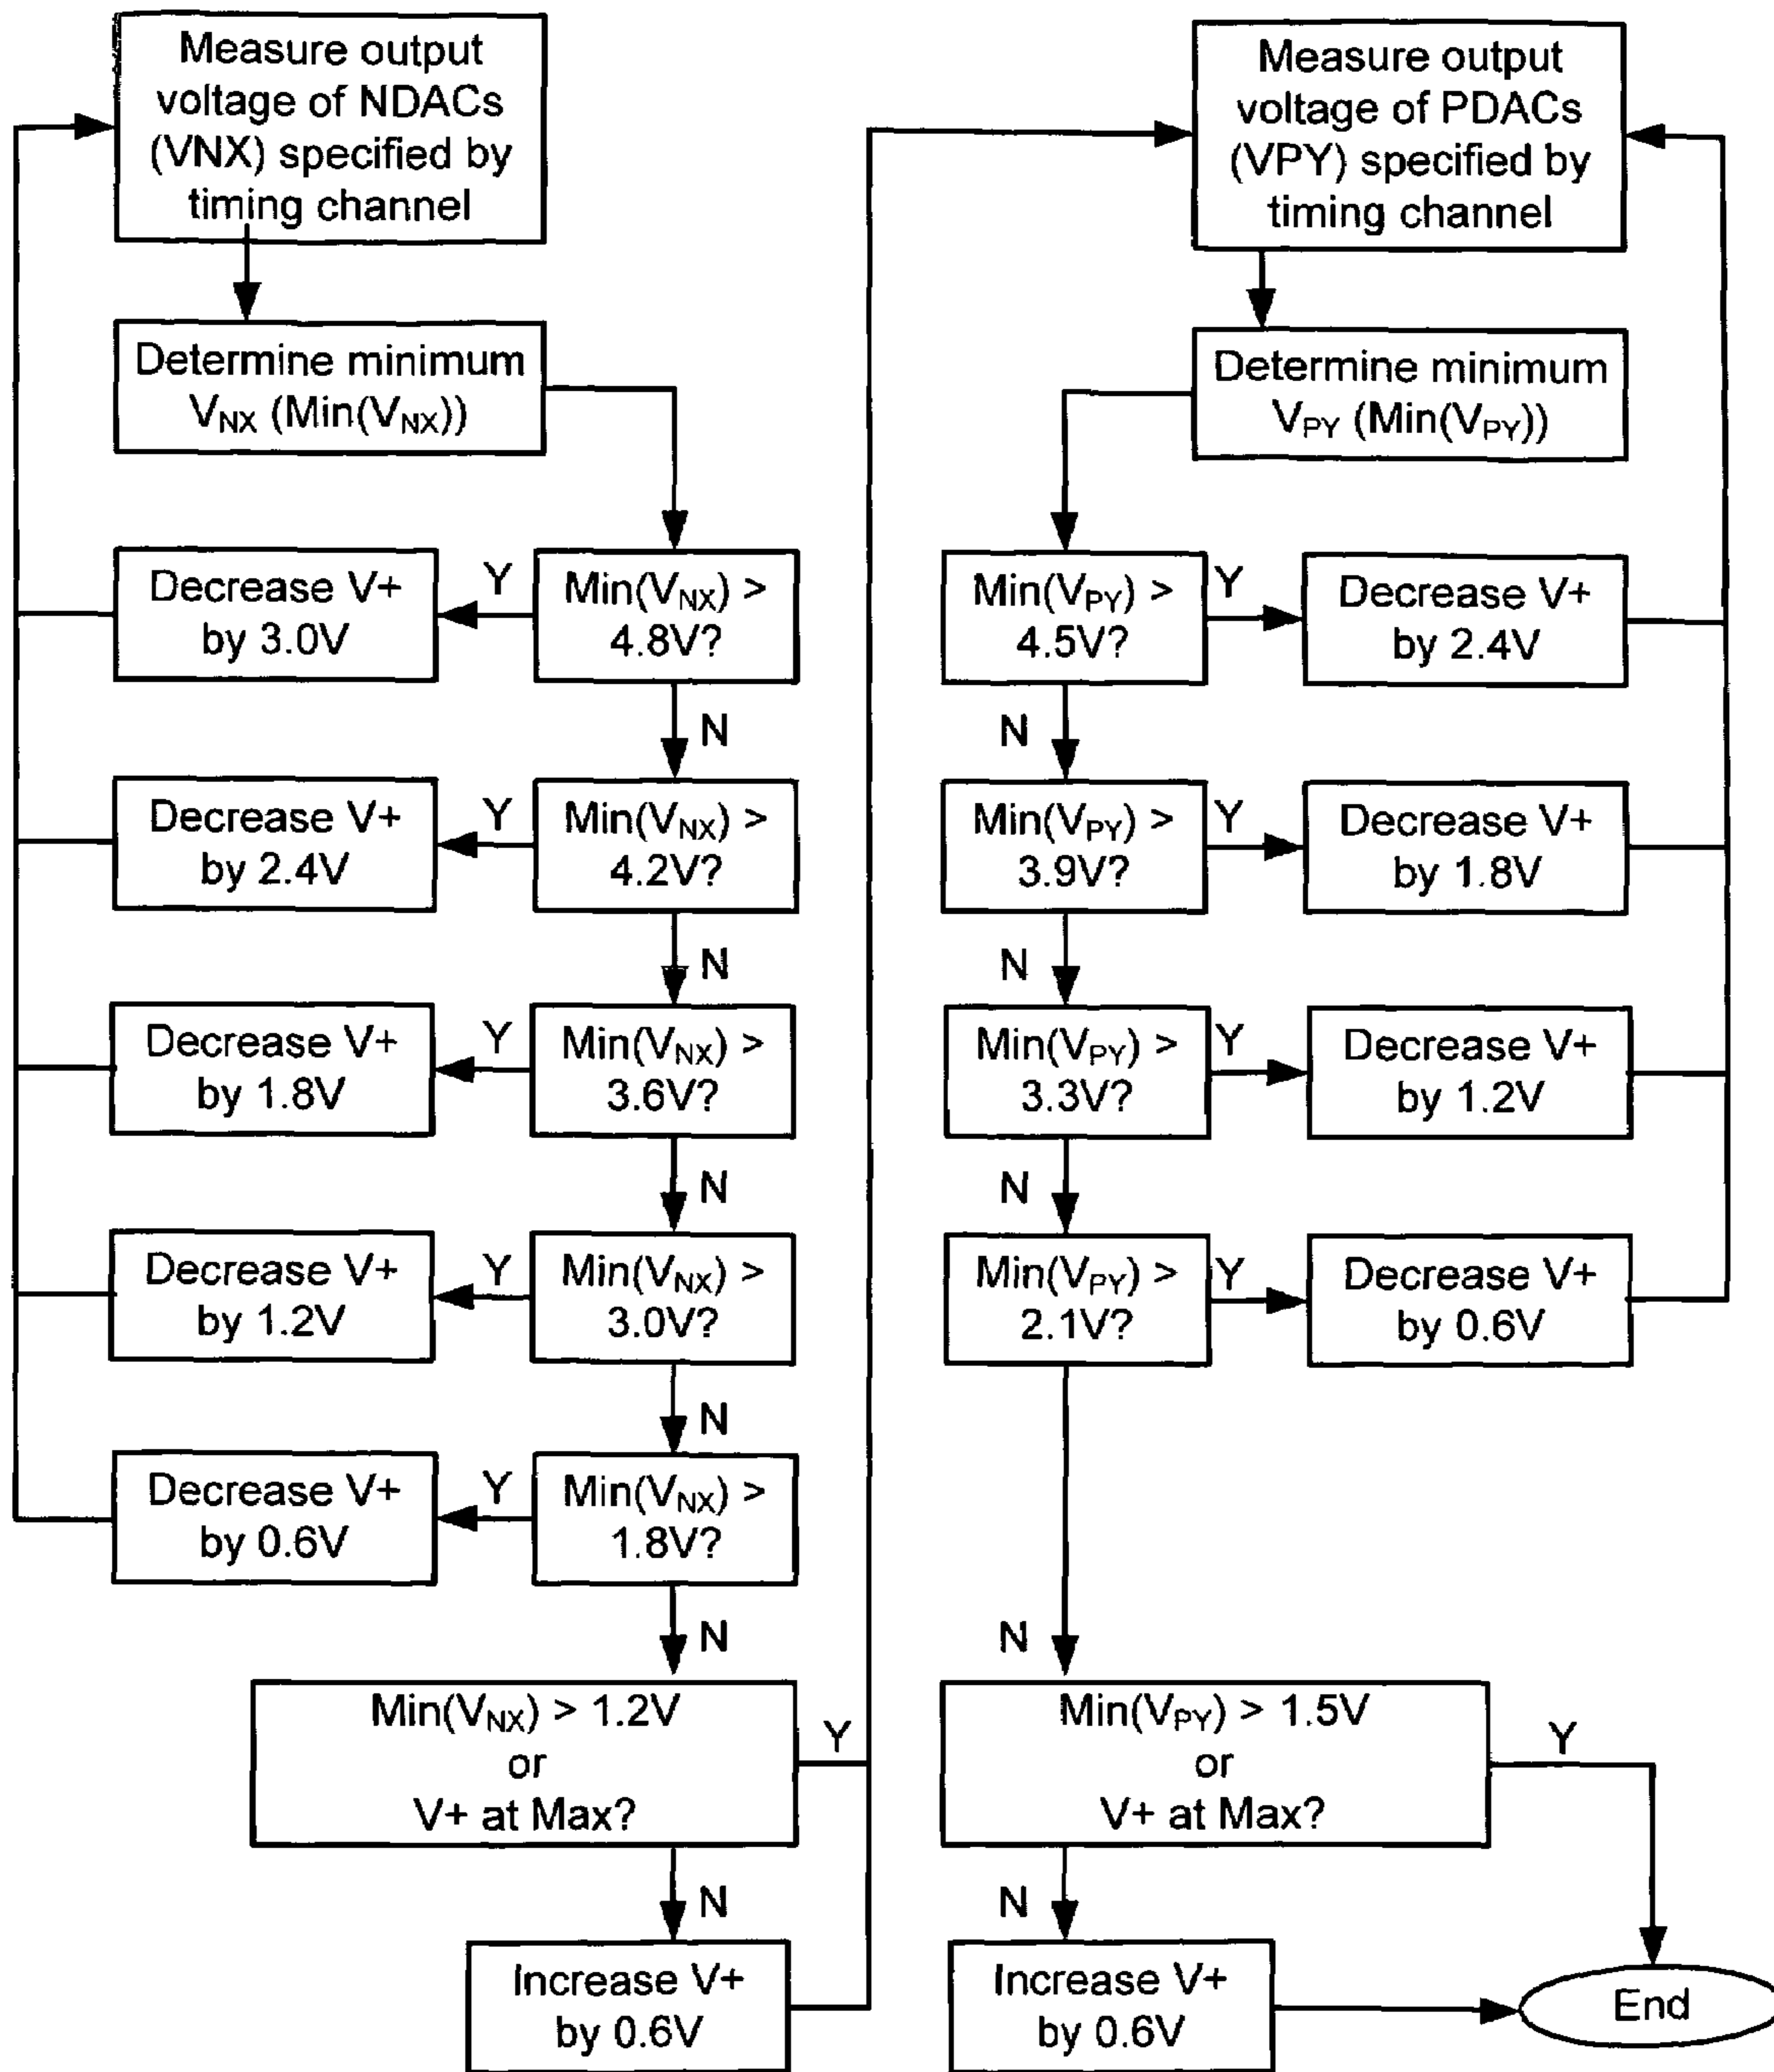 Measure output
voltage of NDACs
(VNX) specified by
timing channel
Determine minimum
VNX (Min(VNX))
Min(VNX) >
4.8V?
Y
Decrease V+
by 3.0V
N
Min(VNX) >
4.2V?
Y
Decrease V+
by 2.4V
N
Min(VNX) >
3.6V?
Y
Decrease V+
by 1.8V
N
Min(VNX) >
3.0V?
Y
Decrease V+
by 1.2V
N
Min(VNX) >
1.8V?
Y
Decrease V+
by 0.6V
N
Min(VNX) > 1.2V
or
V+ at Max?
Y
N
Increase V+
by 0.6V
Measure output
voltage of PDACs
(VPY) specified by
timing channel
Determine minimum
VPY (Min(VPY))
Min(VPY) >
4.5V?
Y
Decrease V+
by 2.4V
N
Min(VPY) >
3.9V?
Y
Decrease V+
by 1.8V
N
Min(VPY) >
3.3V?
Y
Decrease V+
by 1.2V
N
Min(VPY) >
2.1V?
Y
Decrease V+
by 0.6V
N
Min(VPY) > 1.5V
or
V+ at Max?
Y
N
Increase V+
by 0.6V
End